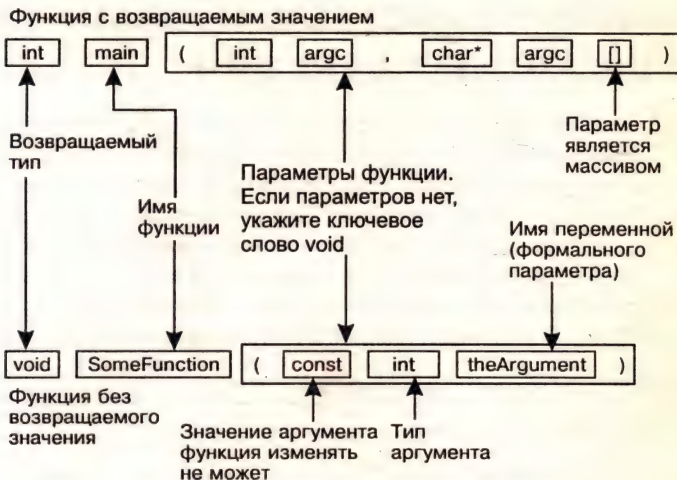 Функция с возвращаемым значением
int main ( int argc , char* argc [] )
Возвращаемый
тип
Имя
функции
Параметры функции.
Если параметров нет,
укажите ключевое
слово void
Параметр
является
массивом
Имя переменной
(формального
параметра)
void SomeFunction ( const int theArgument )
Функция без
возвращаемого
значения
Значение аргумента
функция изменять
не может
Тип
аргумента